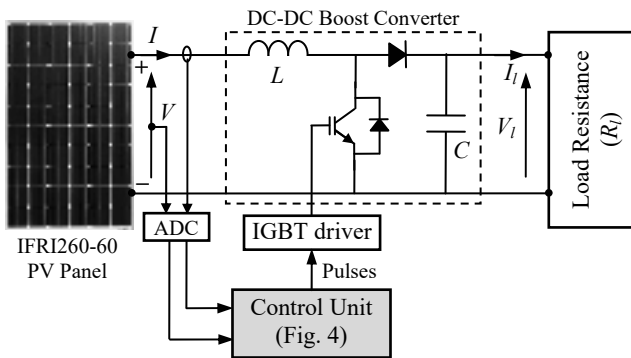 DC-DC Boost Converter
I
+
V
−
L
C
I_l
V_l
Load Resistance
(R_l)
IFRI260-60
PV Panel
ADC
IGBT driver
Pulses
Control Unit
(Fig. 4)